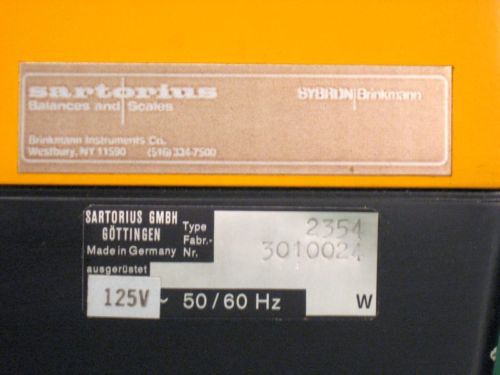 sartorius
Balances and Scales
SYBRON Brinkmann
Brinkmann Instruments Co.
Westbury, NY 11590 (516) 334-7500
SARTORIUS GMBH
GÖTTINGEN
Made in Germany
Type 2354
Fabr.-
Nr. 3010024
ausgerüstet
125V ~ 50/60 Hz W